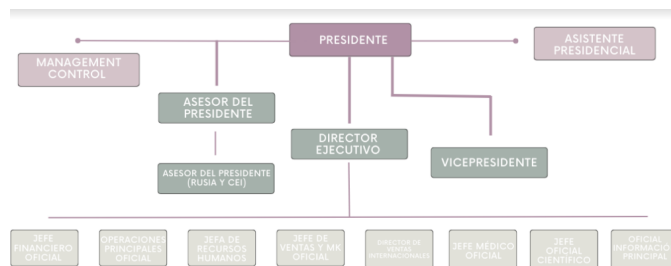 PRESIDENTE
ASISTENTE
PRESIDENCIAL
MANAGEMENT
CONTROL
ASESOR DEL
PRESIDENTE
DIRECTOR
EJECUTIVO
VICEPRESIDENTE
ASESOR DEL PRESIDENTE
(RUSIA Y CEI)
JEFE
FINANCIERO
OFICIAL
OPERACIONES
PRINCIPALES
OFICIAL
JEFA DE
RECURSOS
HUMANOS
JEFE DE
VENTAS Y MK
OFICIAL
DIRECTOR DE
VENTAS
INTERNACIONALES
JEFE MÉDICO
OFICIAL
JEFE
OFICIAL
CIENTÍFICO
OFICIAL
INFORMACIÓN
PRINCIPAL